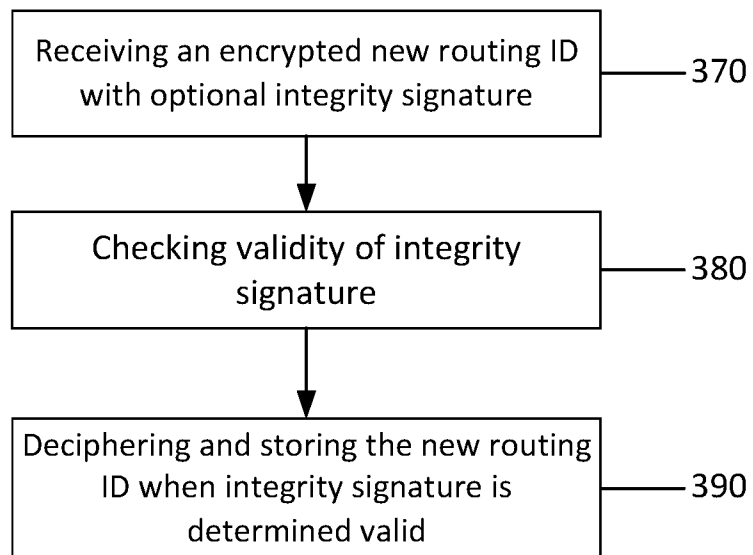 Receiving an encrypted new routing ID
with optional integrity signature
370
Checking validity of integrity
signature
380
Deciphering and storing the new routing
ID when integrity signature is
determined valid
390